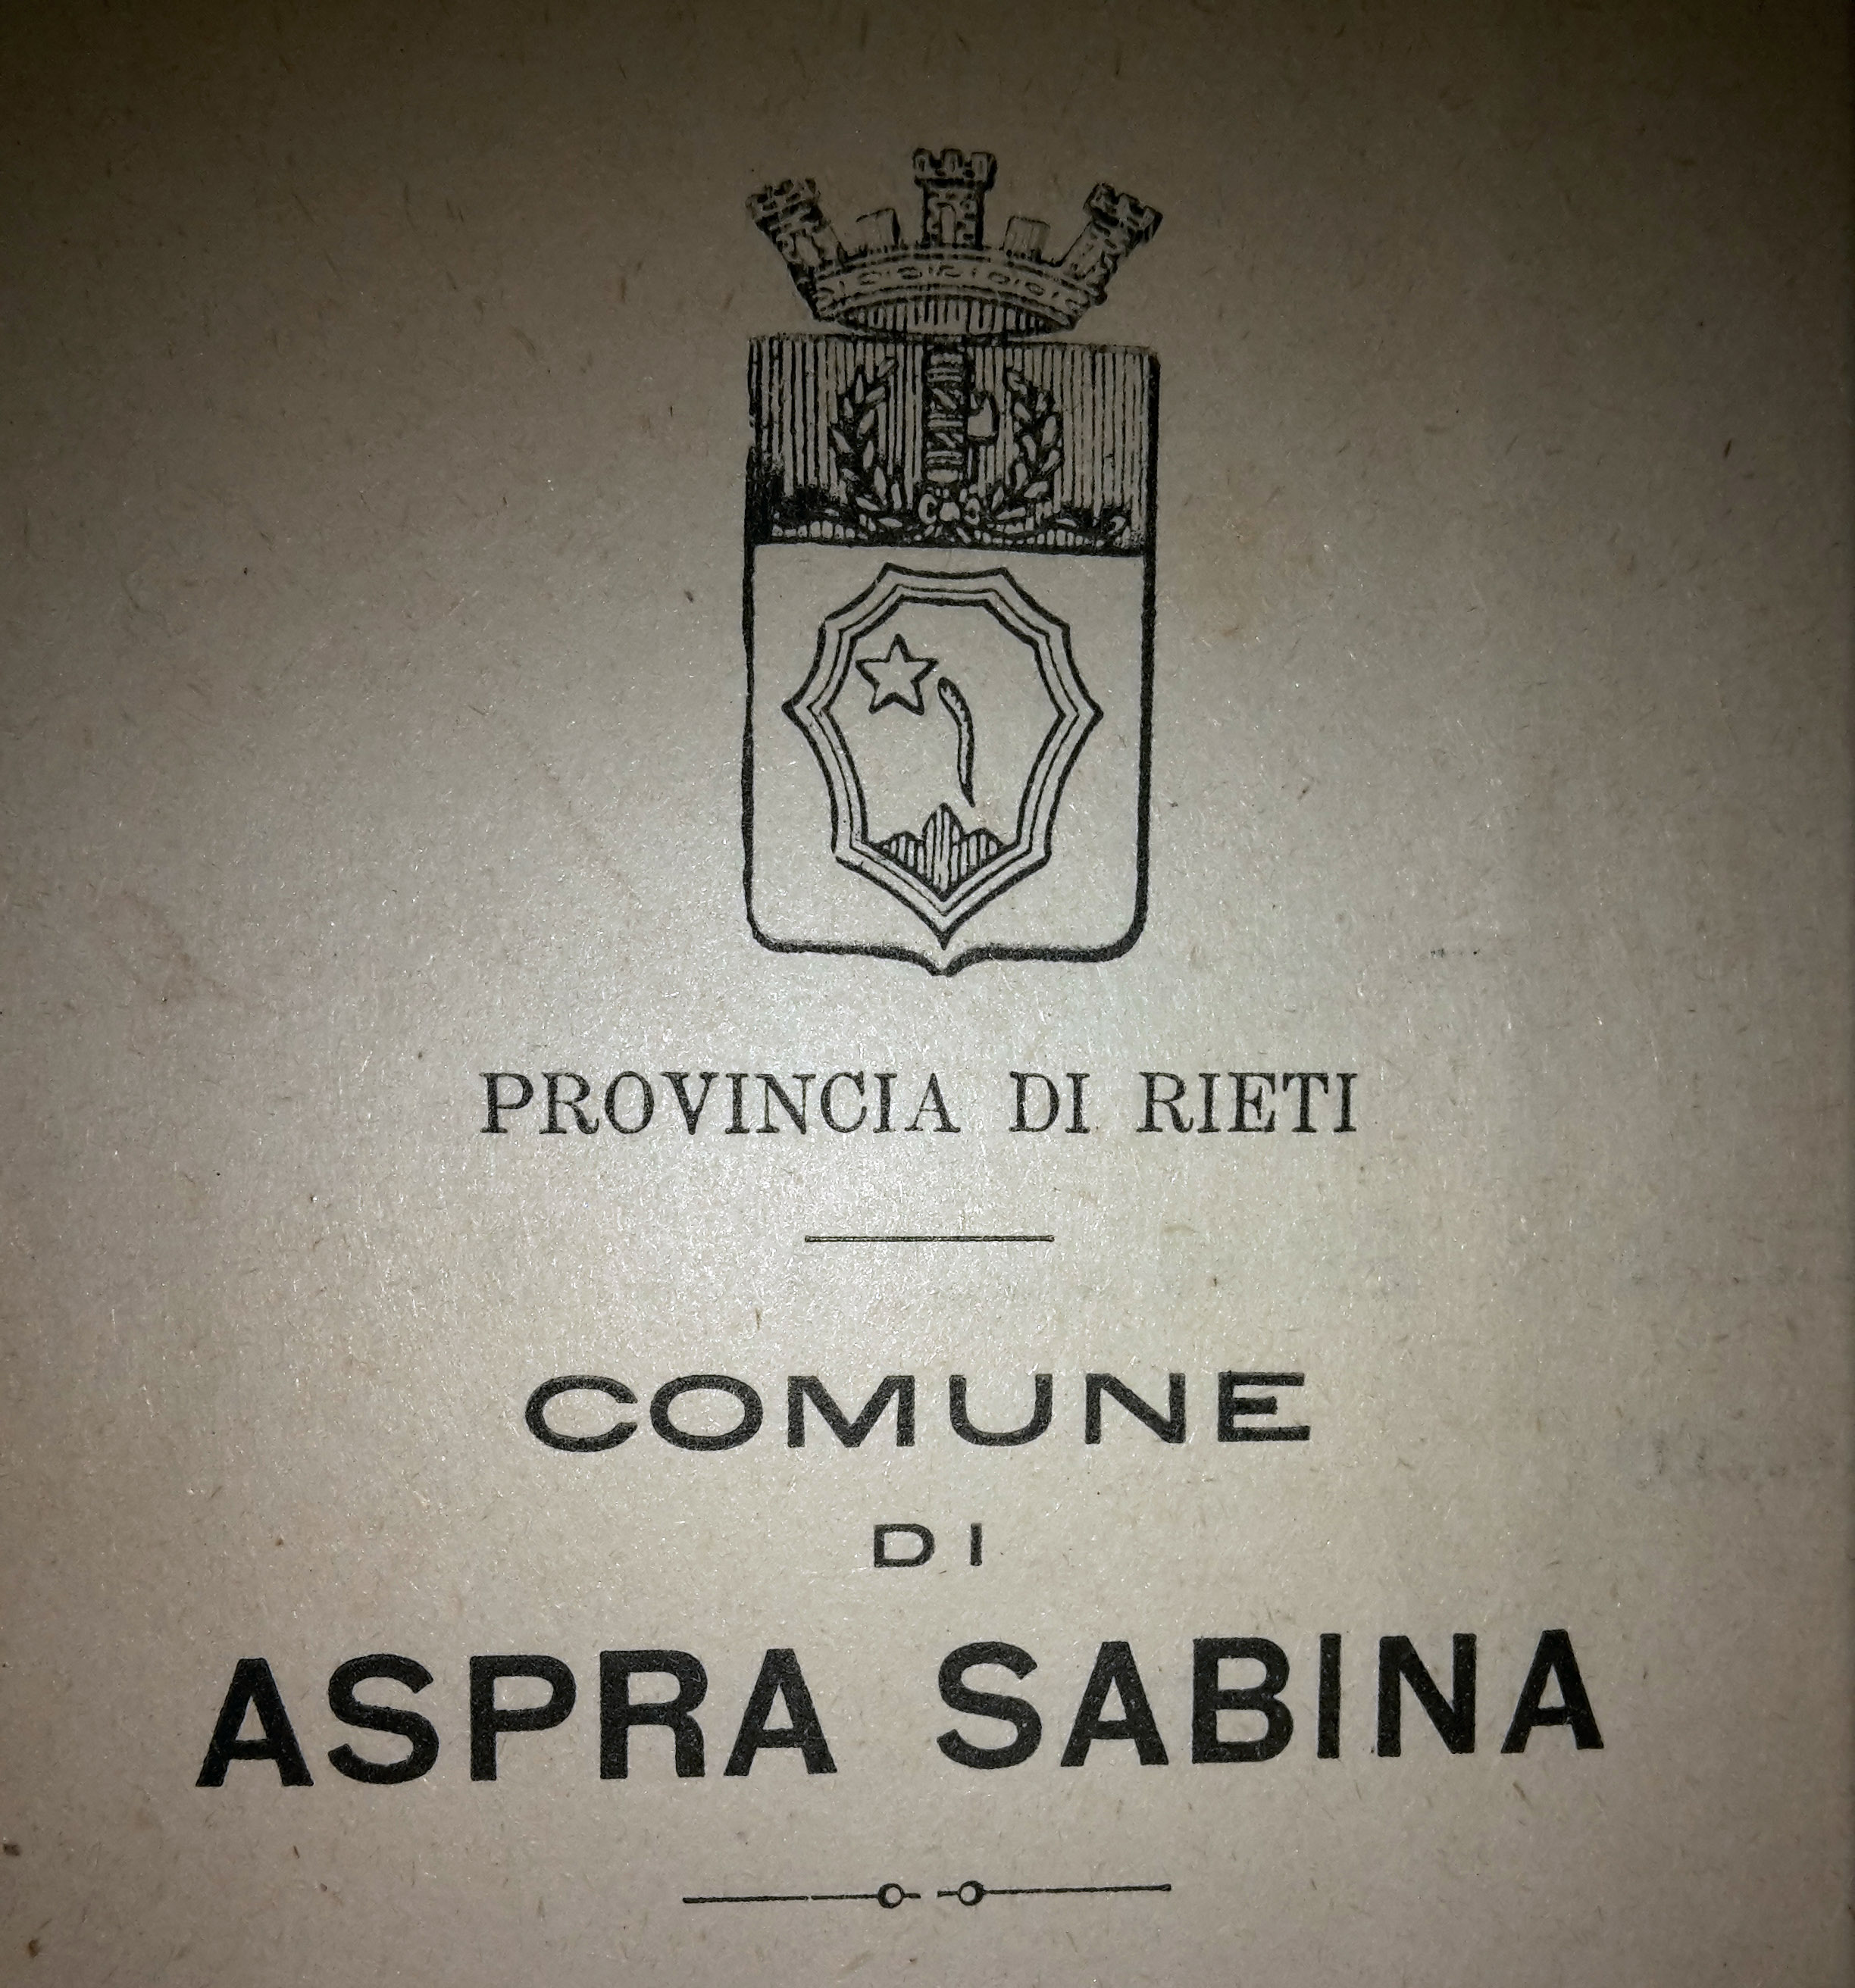 PROVINCIA DI RIETI
COMUNE
DI
ASPRA SABINA